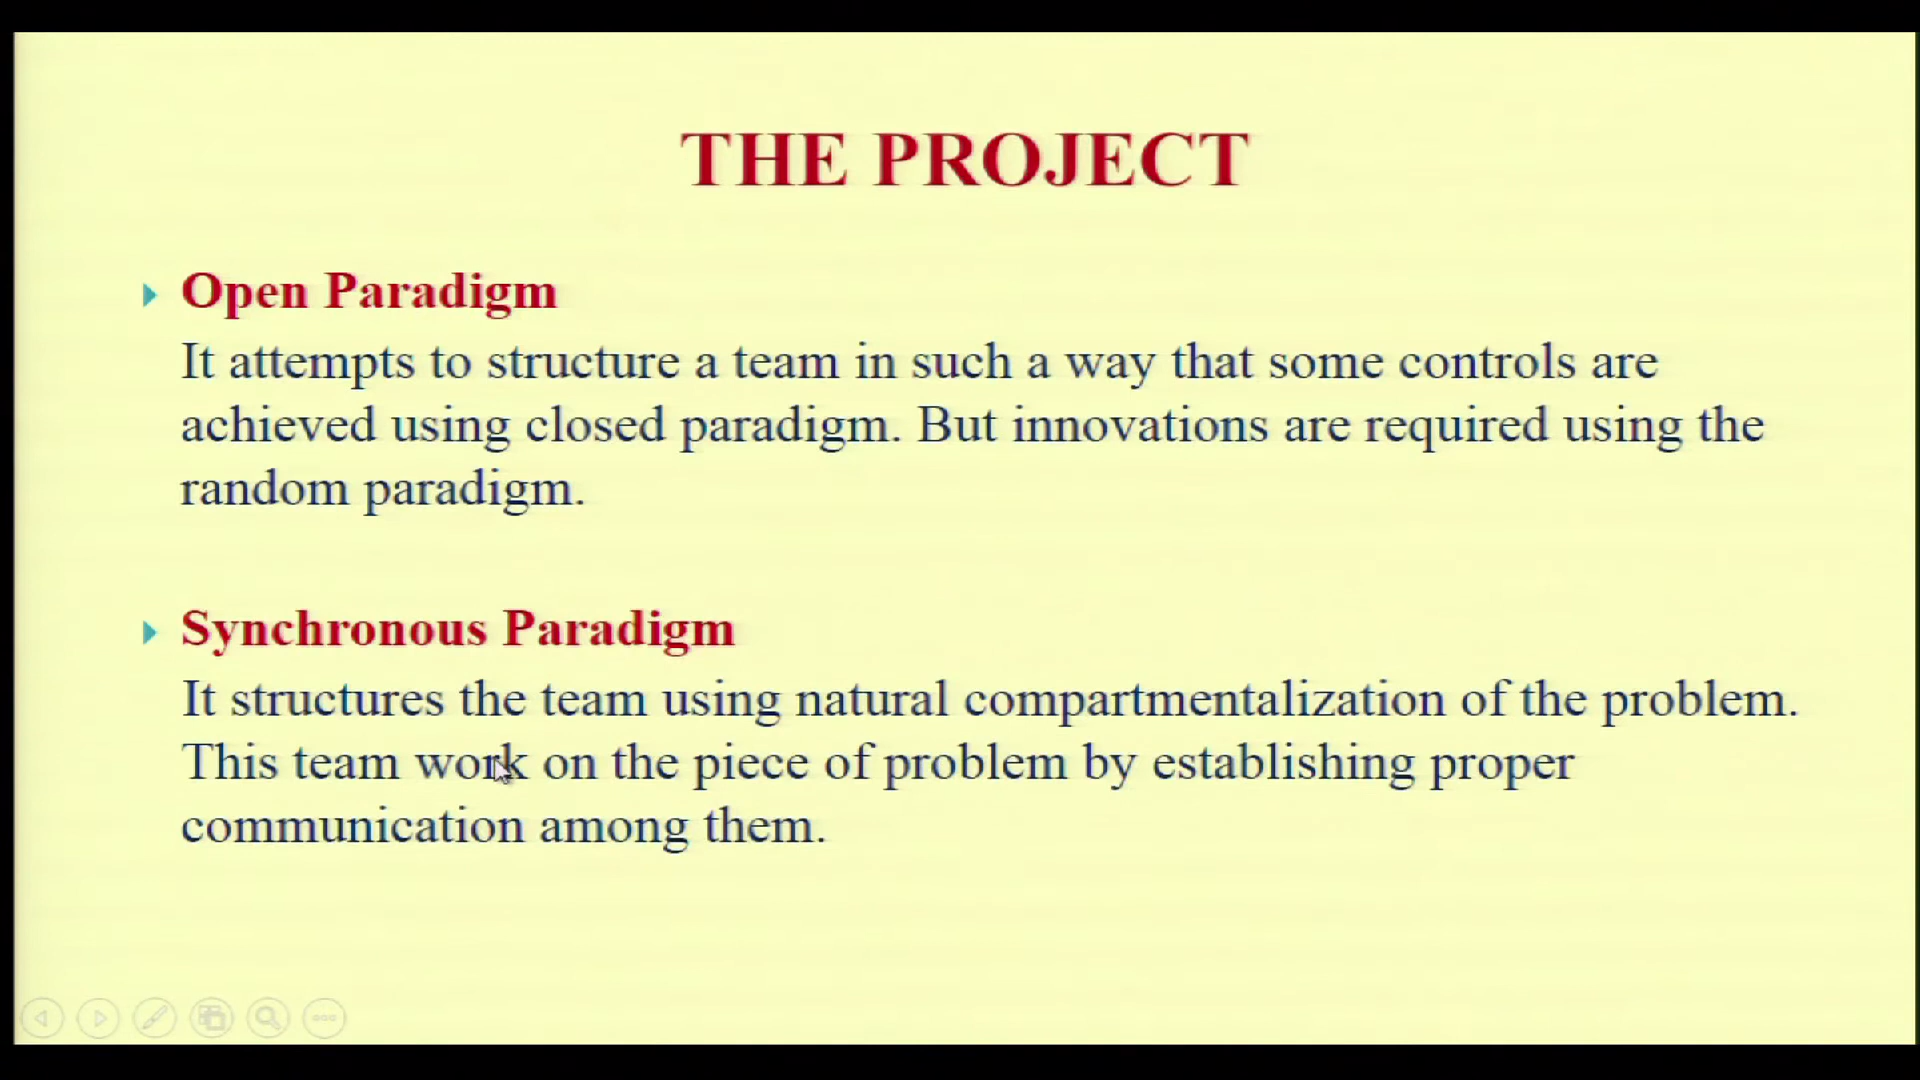 THE PROJECT
Open Paradigm
It attempts to structure a team in such a way that some controls are
achieved using closed paradigm. But innovations are required using the
random paradigm.
Synchronous Paradigm
It structures the team using natural compartmentalization of the problem.
This team work on the piece of problem by establishing proper
communication among them.